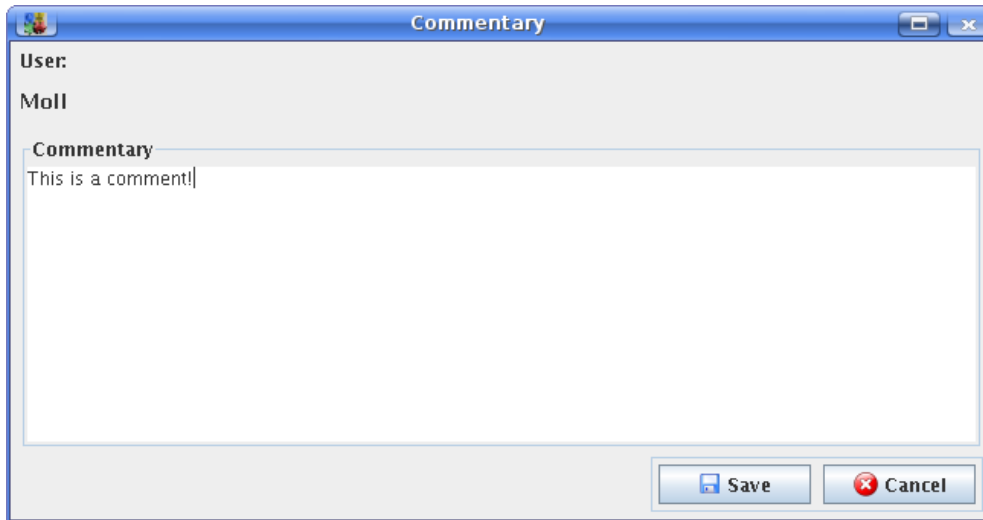 Commentary
User:
Moll
Commentary
This is a comment!
Save Cancel